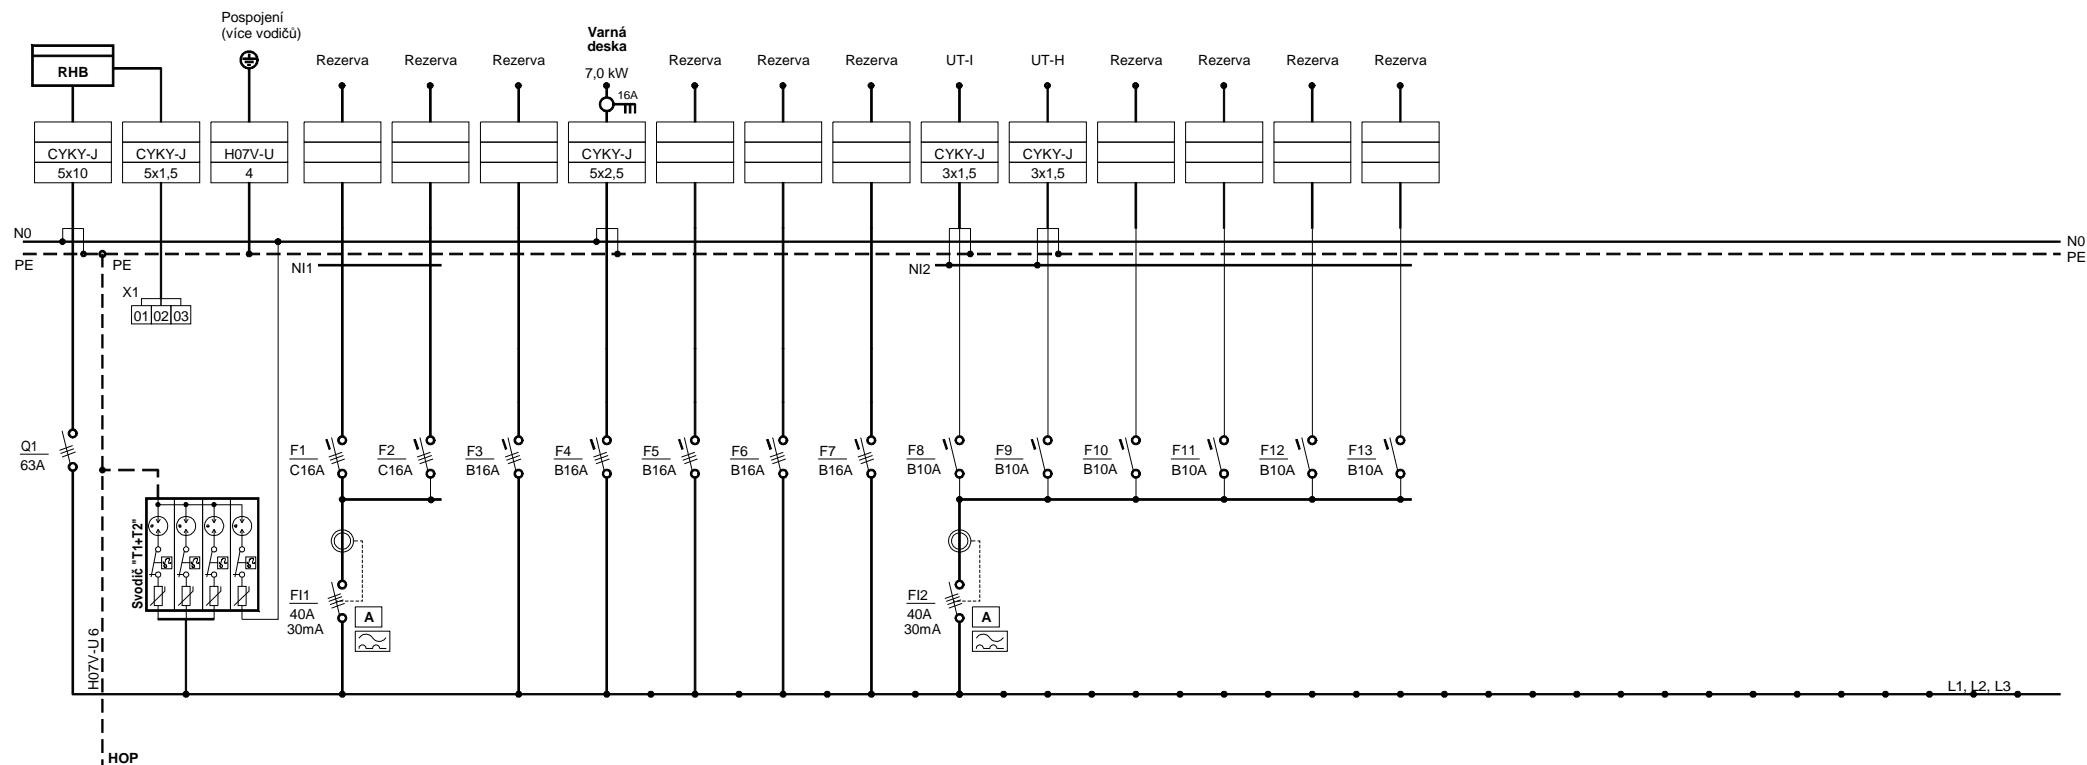 Pospojení
(více vodičů)
Rezerva
Rezerva
Rezerva
Varná
deska
7,0 kW
16A
Rezerva
Rezerva
Rezerva
UT-I
UT-H
Rezerva
Rezerva
Rezerva
Rezerva
RHB
CYKY-J
5x10
CYKY-J
5x1,5
H07V-U
4
CYKY-J
5x2,5
CYKY-J
3x1,5
CYKY-J
3x1,5
N0
N0
PE
PE
PE
NI1
NI2
X1
01 02 03
Q1
63A
F1
C16A
F2
C16A
F3
B16A
F4
B16A
F5
B16A
F6
B16A
F7
B16A
F8
B10A
F9
B10A
F10
B10A
F11
B10A
F12
B10A
F13
B10A
Svodič "T1+T2"
FI1
40A
30mA
A
FI2
40A
30mA
A
H07V-U 6
L1, L2, L3
HOP